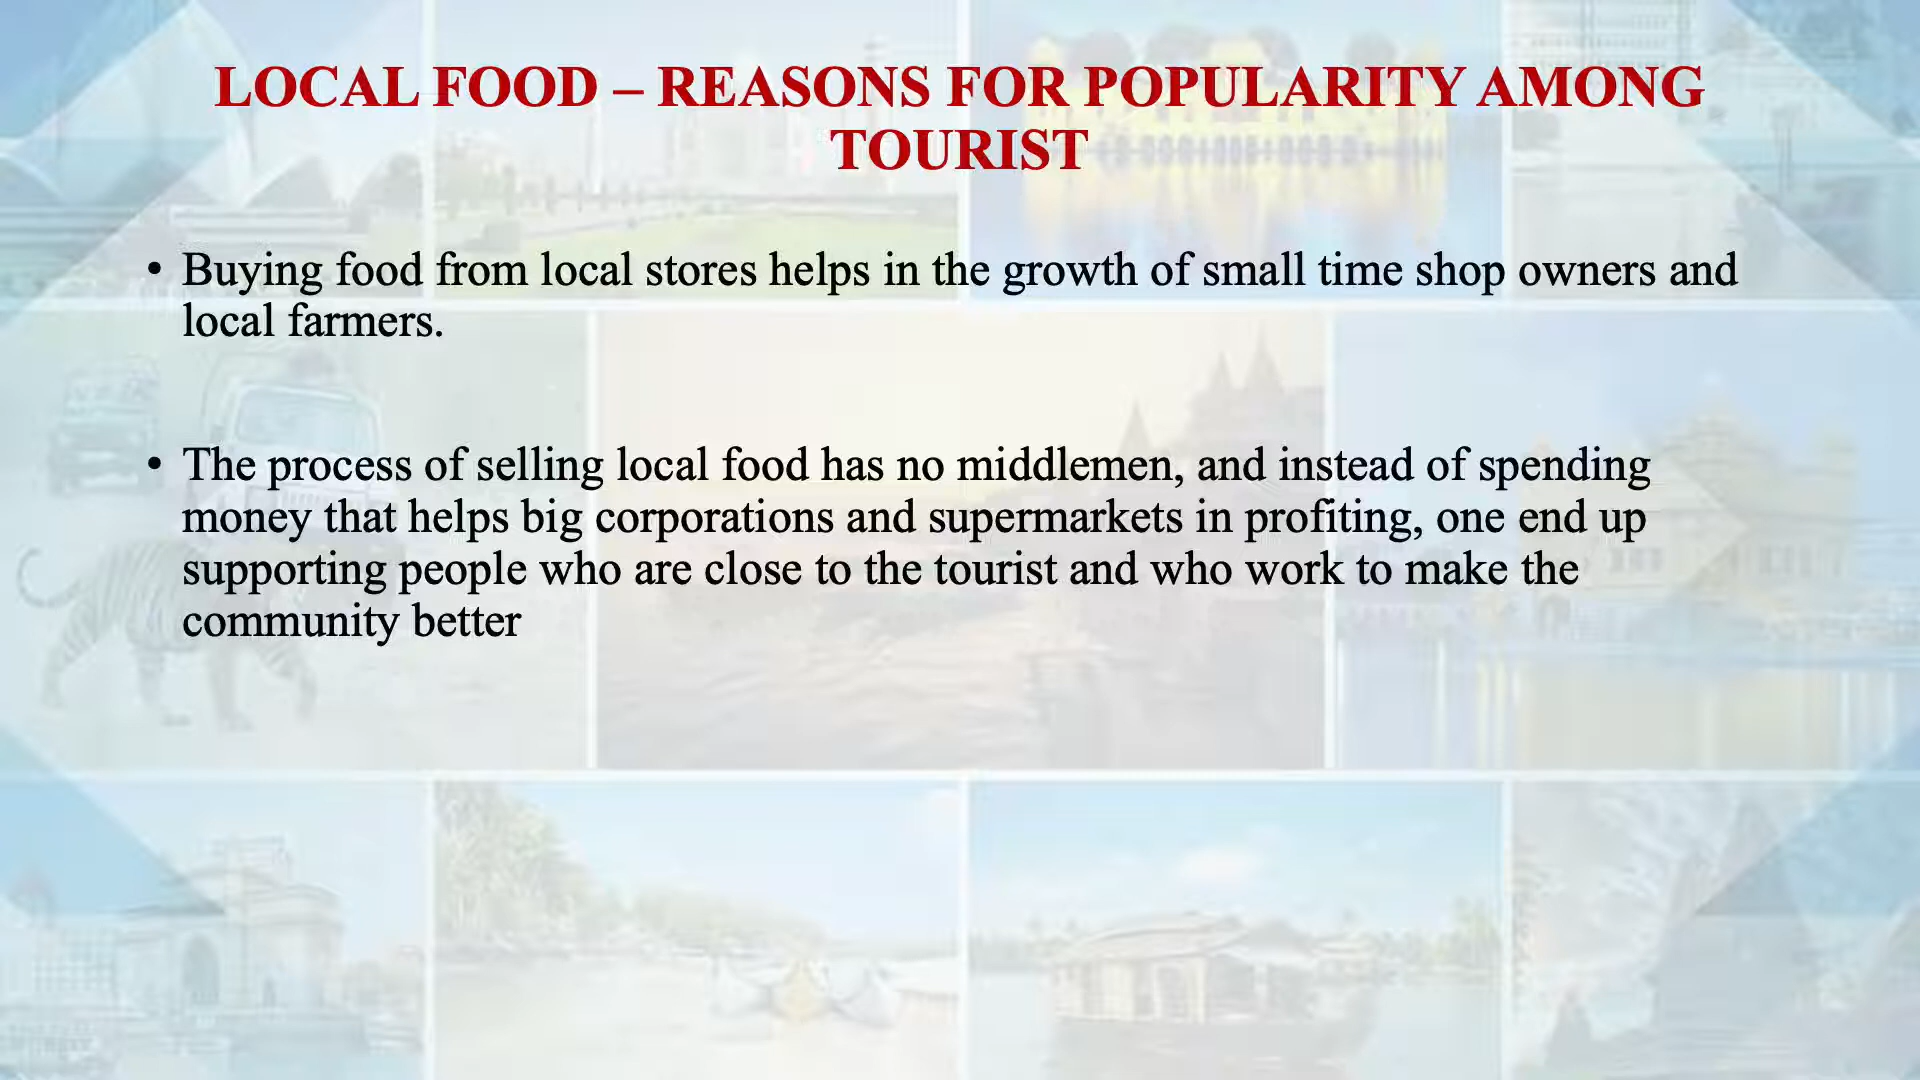 LOCAL FOOD – REASONS FOR POPULARITY AMONG
TOURIST
• Buying food from local stores helps in the growth of small time shop owners and
local farmers.
• The process of selling local food has no middlemen, and instead of spending
money that helps big corporations and supermarkets in profiting, one end up
supporting people who are close to the tourist and who work to make the
community better